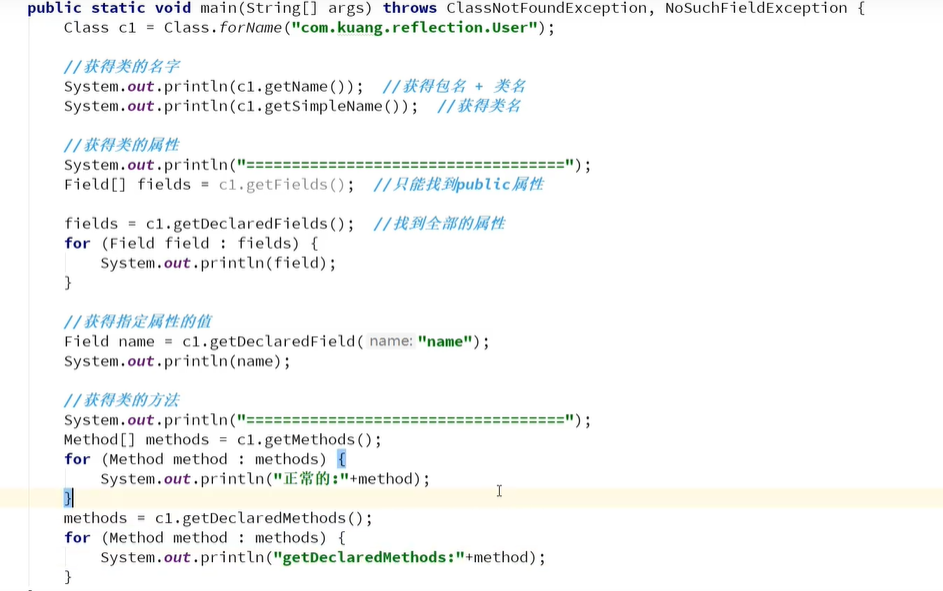 public static void main(String[] args) throws ClassNotFoundException, NoSuchFieldException {
Class c1 = Class.forName("com.kuang.reflection.User");
//获得类的名字
System.out.println(c1.getName()); //获得包名 + 类名
System.out.println(c1.getSimpleName()); //获得类名
//获得类的属性
System.out.println("===================================");
Field[] fields = c1.getFields(); //只能找到public属性
fields = c1.getDeclaredFields(); //找到全部的属性
for (Field field : fields) {
System.out.println(field);
}
//获得指定属性的值
Field name = c1.getDeclaredField( name: "name");
System.out.println(name);
//获得类的方法
System.out.println("===================================");
Method[] methods = c1.getMethods();
for (Method method : methods) {
System.out.println("正常的:"+method);
}
methods = c1.getDeclaredMethods();
for (Method method : methods) {
System.out.println("getDeclaredMethods:"+method);
}